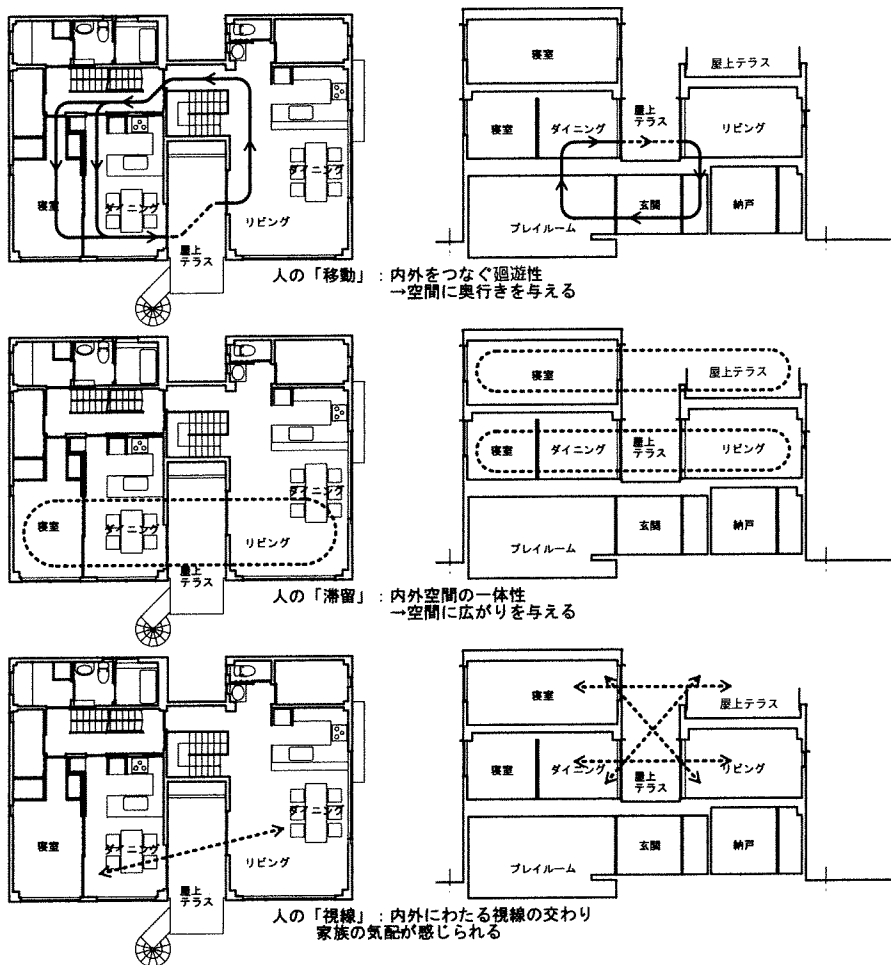 寝室
屋上テラス
屋上
テラス
寝室
ダイニング
リビング
ダイニング
寝室
ダイニング
リビング
玄関
納戸
プレイルーム
屋上
テラス
人の「移動」：内外をつなぐ廻遊性
→空間に奥行きを与える
寝室
屋上テラス
寝室
ダイニング
屋上
テラス
リビング
ダイニング
寝室
ダイニング
リビング
玄関
納戸
プレイルーム
屋上
テラス
人の「滞留」：内外空間の一体性
→空間に広がりを与える
寝室
屋上テラス
寝室
ダイニング
屋上
テラス
リビング
ダイニング
寝室
ダイニング
リビング
玄関
納戸
プレイルーム
屋上
テラス
人の「視線」：内外にわたる視線の交わり
家族の気配が感じられる